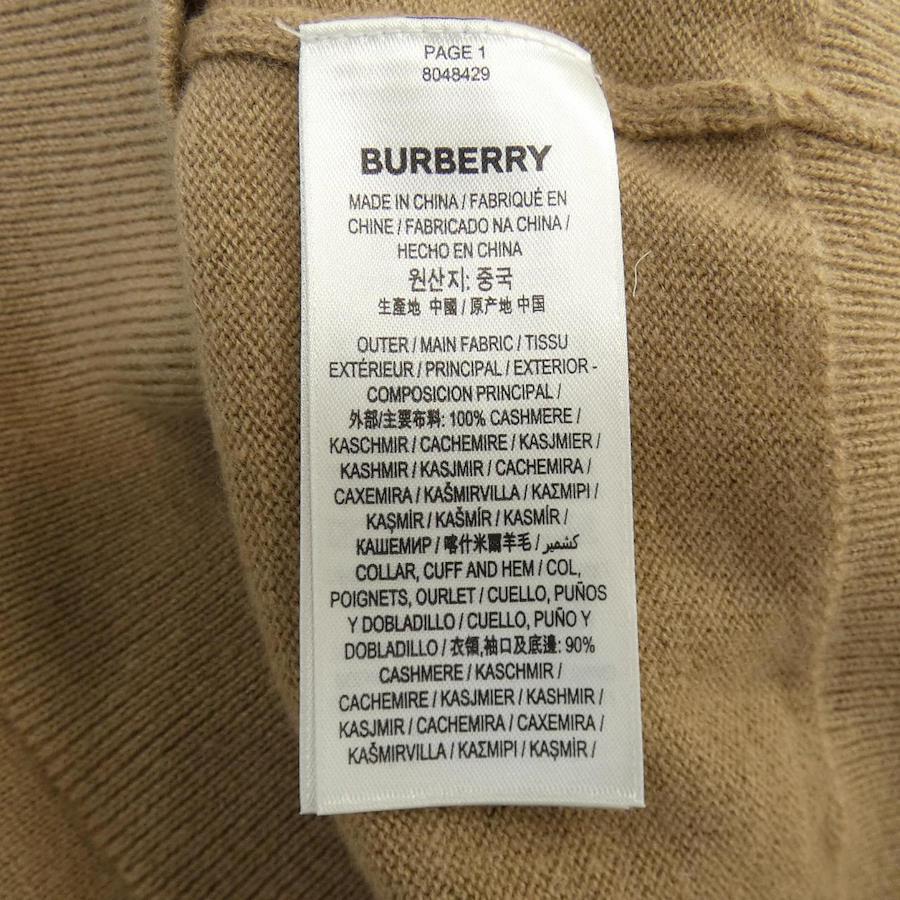 PAGE 1
8048429
BURBERRY
MADE IN CHINA / FABRIQUÉ EN
CHINE / FABRICADO NA CHINA /
HECHO EN CHINA
원산지: 중국
生產地 中國 / 原产地 中国
OUTER / MAIN FABRIC / TISSU
EXTÉRIEUR / PRINCIPAL / EXTERIOR -
COMPOSICION PRINCIPAL /
外部/主要布料: 100% CASHMERE /
KASCHMIR / CACHEMIRE / KASJMIER /
KASHMIR / KASJMIR / CACHEMIRA /
CAXEMIRA / KAŠMIRVILLA / ΚΑΣΜΙΡΙ /
KAŞMİR / KAŠMÍR / KASMÍR /
КАШЕМИР / 喀什米爾羊毛 / كشمير /
COLLAR, CUFF AND HEM / COL,
POIGNETS, OURLET / CUELLO, PUÑOS
Y DOBLADILLO / CUELLO, PUÑO Y
DOBLADILLO / 衣領,袖口及底邊: 90%
CASHMERE / KASCHMIR /
CACHEMIRE / KASJMIER / KASHMIR /
KASJMIR / CACHEMIRA / CAXEMIRA /
KAŠMIRVILLA / ΚΑΣΜΙΡΙ / KAŞMİR /